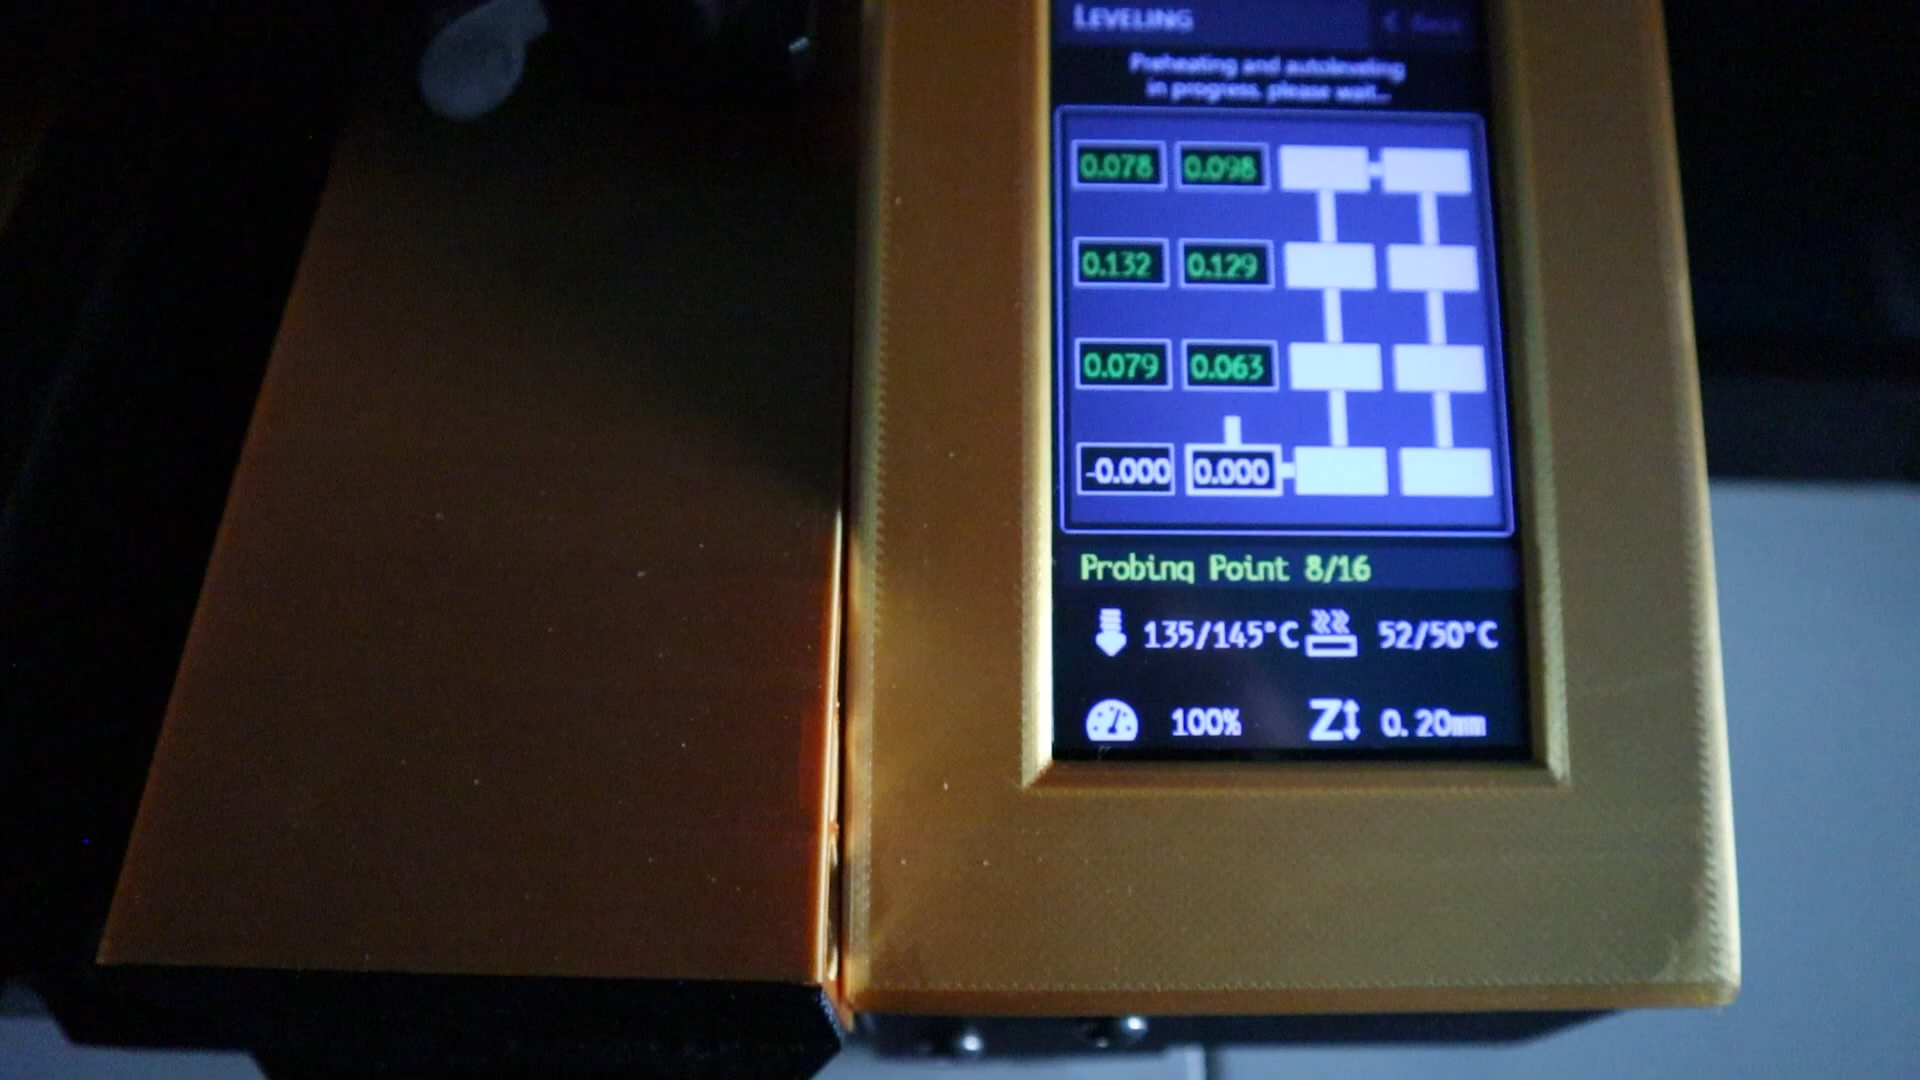 LEVELING < Back
Preheating and autoleveling
in progress, please wait...
0.078 0.098
0.132 0.129
0.079 0.063
-0.000 0.000
Probing Point 8/16
135/145°C 52/50°C
100% Z 0.20mm